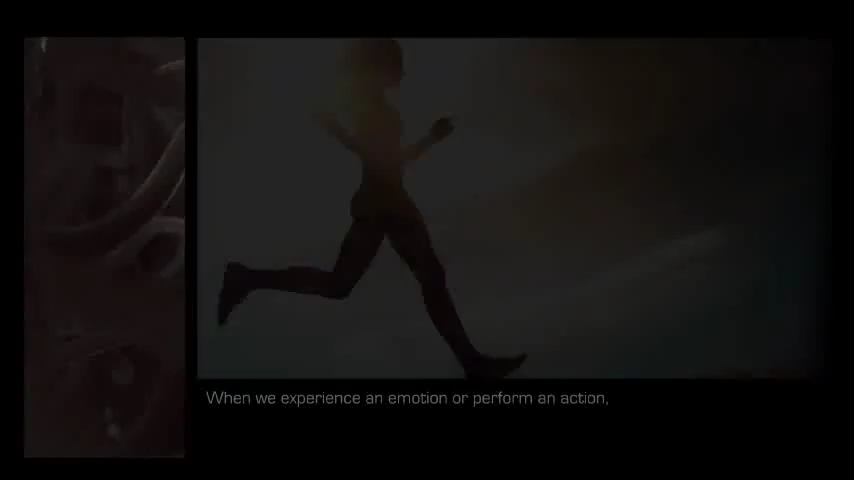 When we experience an emotion or perform an action,